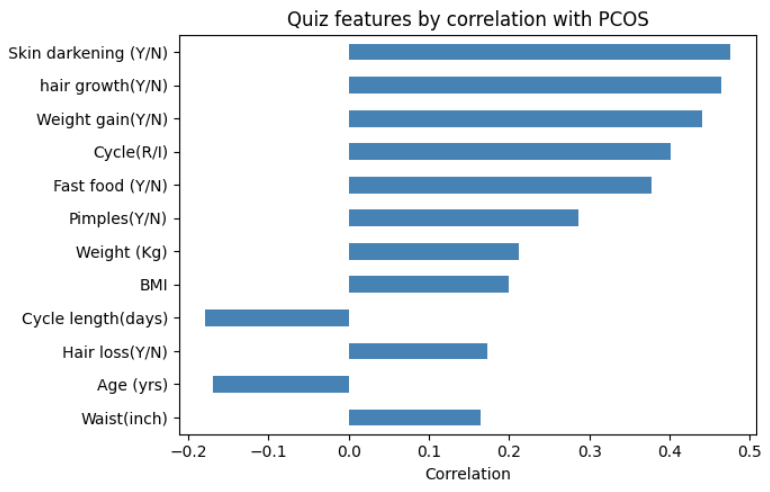 Quiz features by correlation with PCOS
Skin darkening (Y/N)
hair growth(Y/N)
Weight gain(Y/N)
Cycle(R/I)
Fast food (Y/N)
Pimples(Y/N)
Weight (Kg)
BMI
Cycle length(days)
Hair loss(Y/N)
Age (yrs)
Waist(inch)
−0.2 −0.1 0.0 0.1 0.2 0.3 0.4 0.5
Correlation